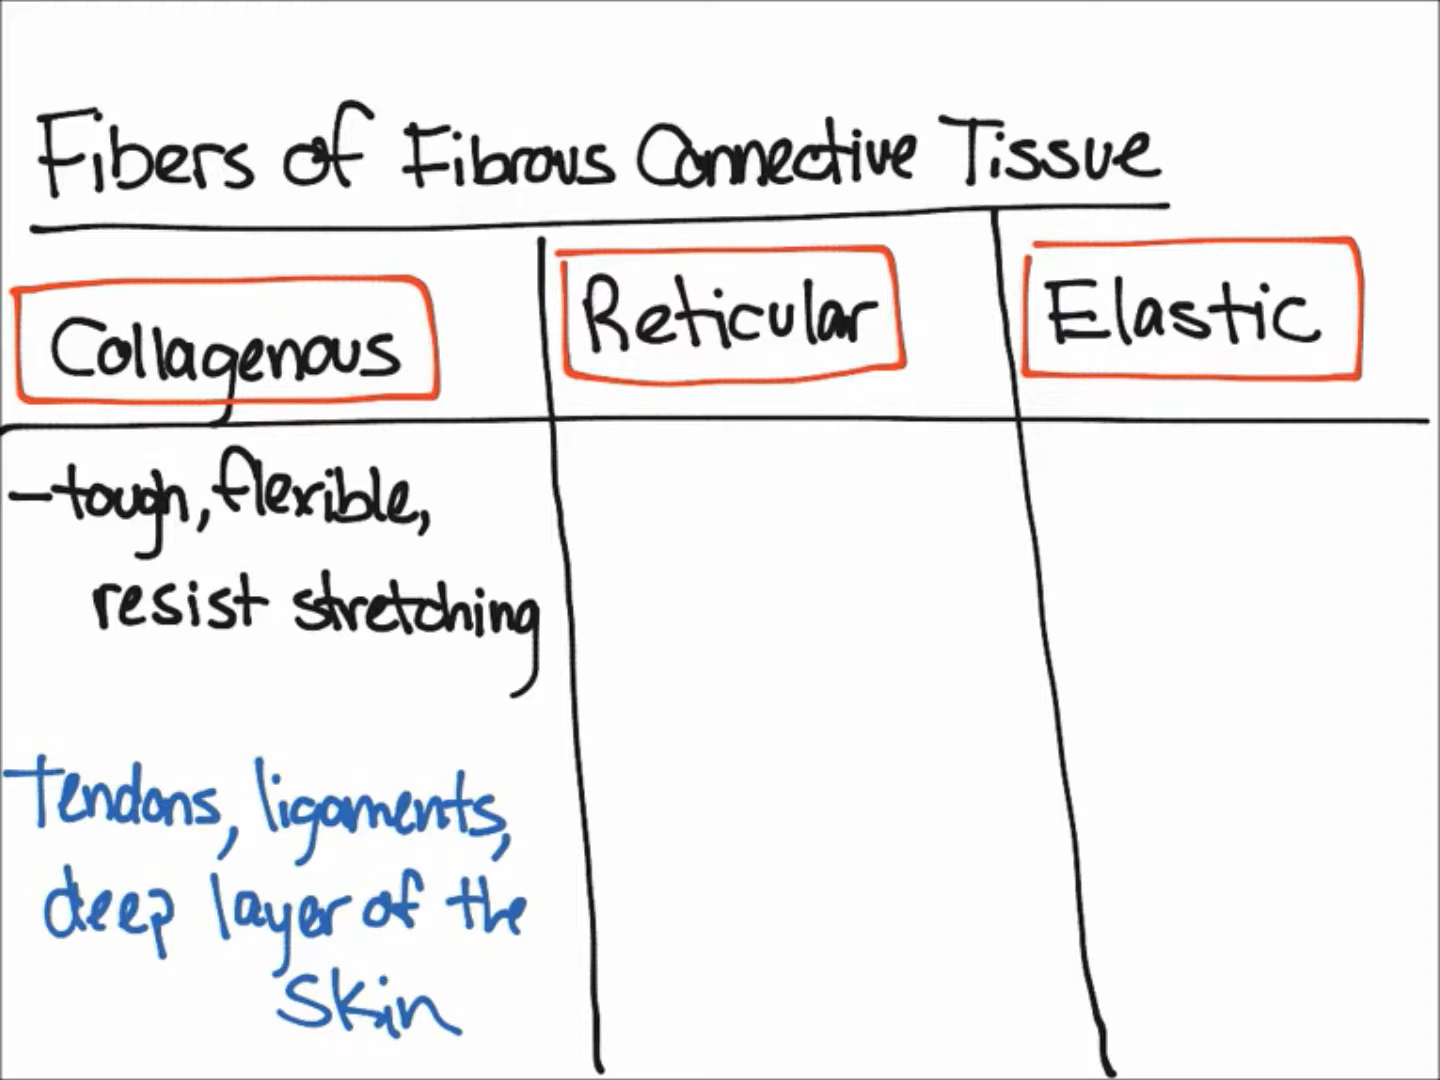 Fibers of Fibrous Connective Tissue
Collagenous
Reticular
Elastic
-tough, flexible,
resist stretching
Tendons, ligaments,
deep layer of the
skin